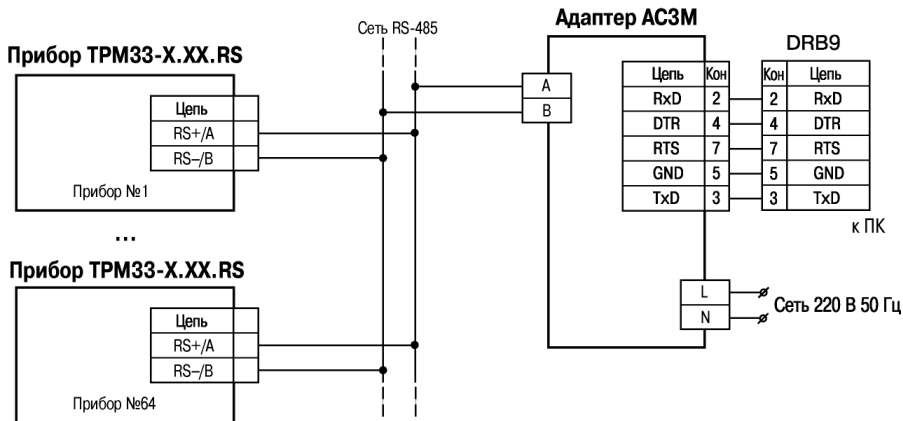 Адаптер АС3М
Сеть RS-485
DRB9
Прибор ТРМ33-Х.ХХ.RS
Цепь
RS+/A
RS–/B
Прибор №1
...
A
B
Цепь Кон Кон Цепь
RxD 2 2 RxD
DTR 4 4 DTR
RTS 7 7 RTS
GND 5 5 GND
TxD 3 3 TxD
к ПК
Прибор ТРМ33-Х.ХХ.RS
Цепь
RS+/A
RS–/B
Прибор №64
L
N
Сеть 220 В 50 Гц